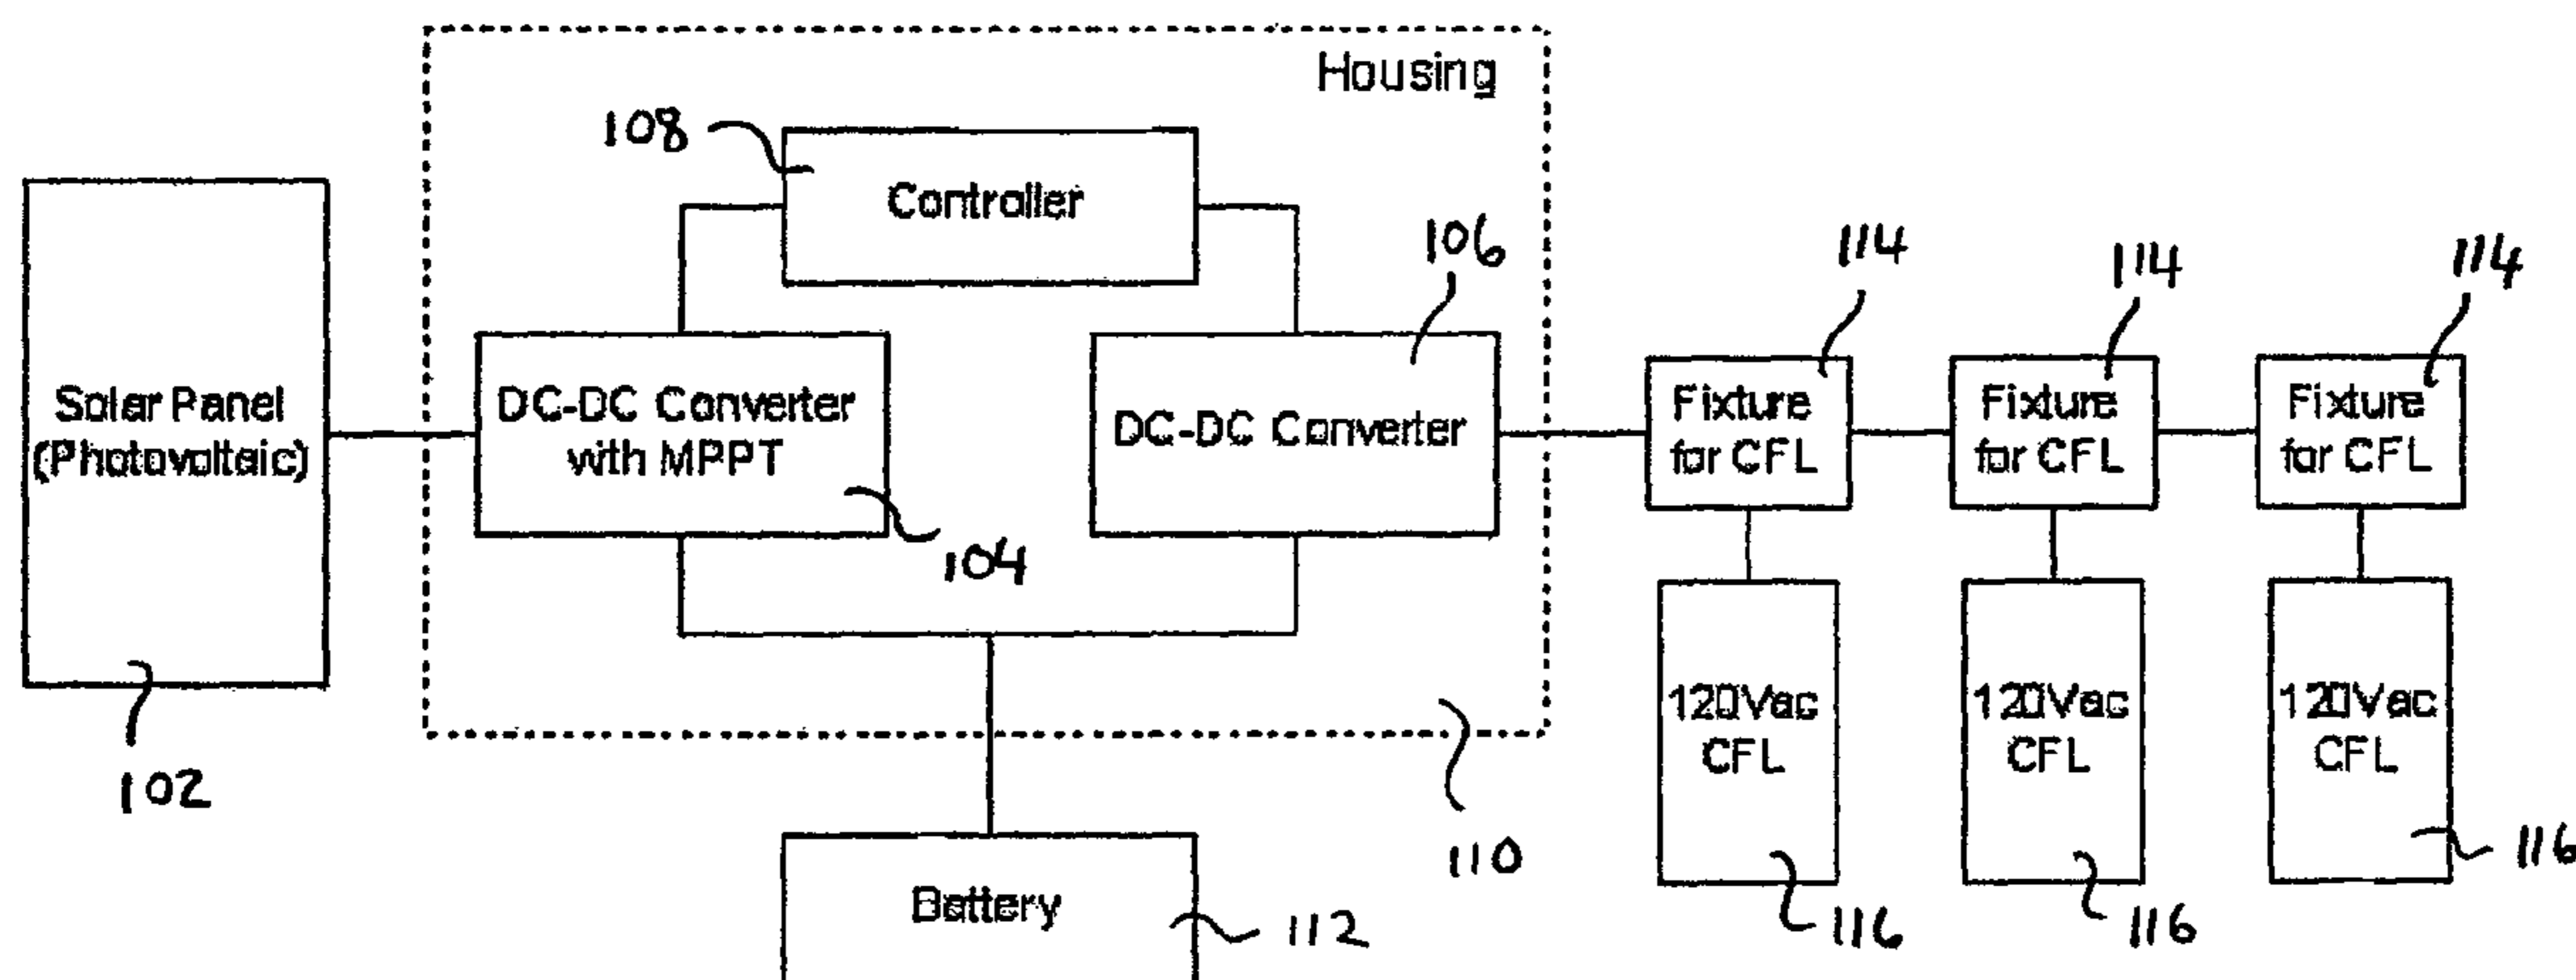 Housing
108
Controller
106
114
114
114
Solar Panel
(Photovoltaic)
DC-DC Converter
with MPPT
DC-DC Converter
Fixture
for CFL
Fixture
for CFL
Fixture
for CFL
104
120Vac
CFL
120Vac
CFL
120Vac
CFL
102
110
116
116
116
Battery
112